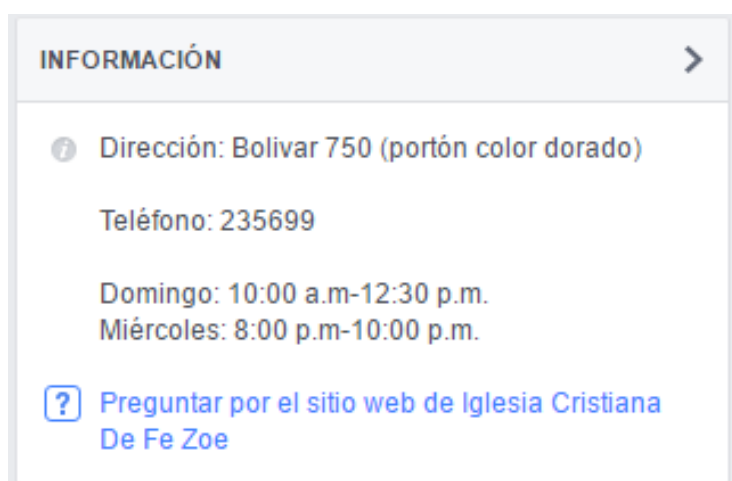 INFORMACIÓN
Dirección: Bolivar 750 (portón color dorado)
Teléfono: 235699
Domingo: 10:00 a.m-12:30 p.m.
Miércoles: 8:00 p.m-10:00 p.m.
Preguntar por el sitio web de Iglesia Cristiana
De Fe Zoe